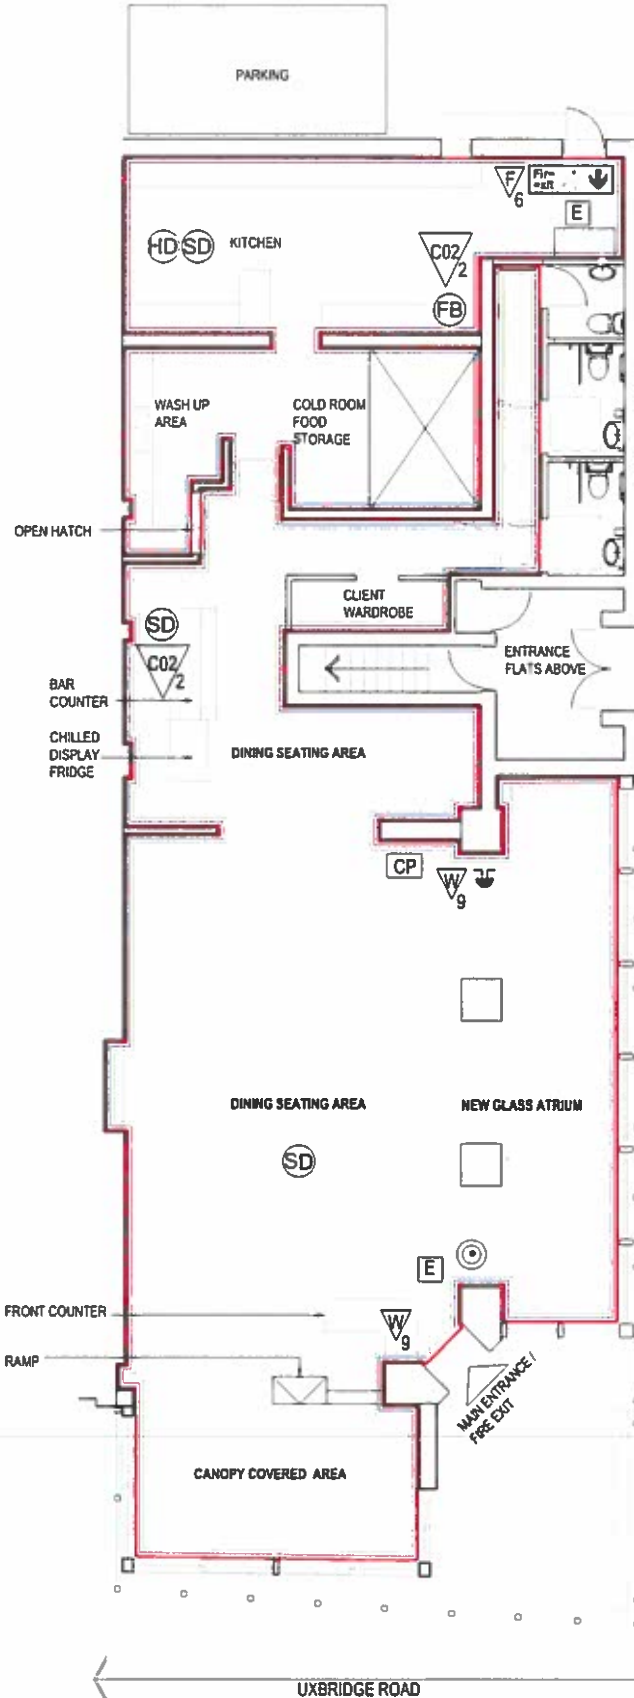 PARKING
Fire exit
F
6
E
HD
SD
KITCHEN
C02
2
FB
WASH UP
AREA
COLD ROOM
FOOD
STORAGE
OPEN HATCH
CLIENT
WARDROBE
SD
C02
2
ENTRANCE
FLATS ABOVE
BAR
COUNTER
CHILLED
DISPLAY
FRIDGE
DINING SEATING AREA
CP
W
9
DINING SEATING AREA
NEW GLASS ATRIUM
SD
E
FRONT COUNTER
W
9
RAMP
MAIN ENTRANCE /
FIRE EXIT
CANOPY COVERED AREA
UXBRIDGE ROAD